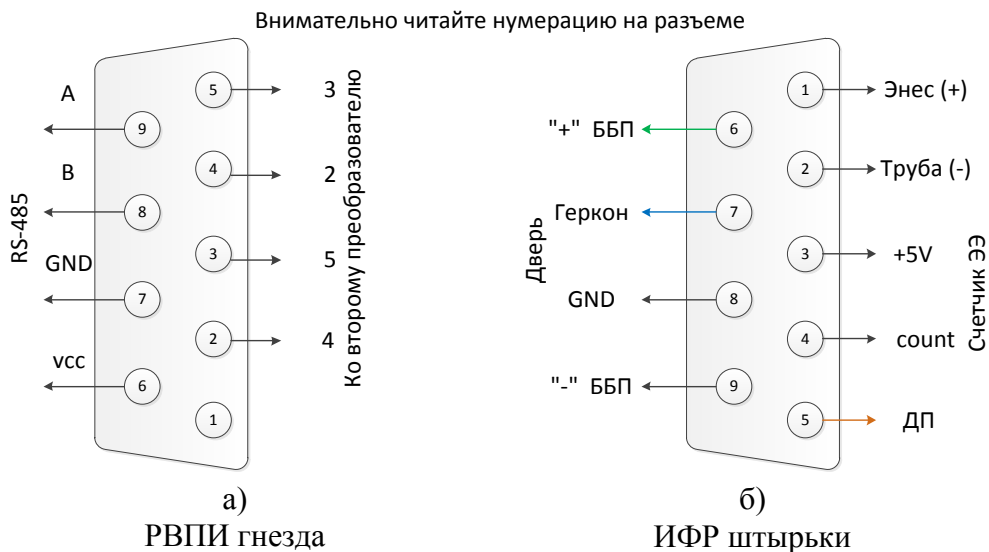 Внимательно читайте нумерацию на разъеме
RS-485
A
B
GND
vcc
9
8
7
6
5
4
3
2
1
3
2
5
4
Ко второму преобразователю
а)
РВПИ гнезда
Дверь
"+" ББП
Геркон
GND
"-" ББП
6
7
8
9
1
2
3
4
5
Энес (+)
Труба (-)
+5V
count
ДП
Счетчик ЭЭ
б)
ИФР штырьки